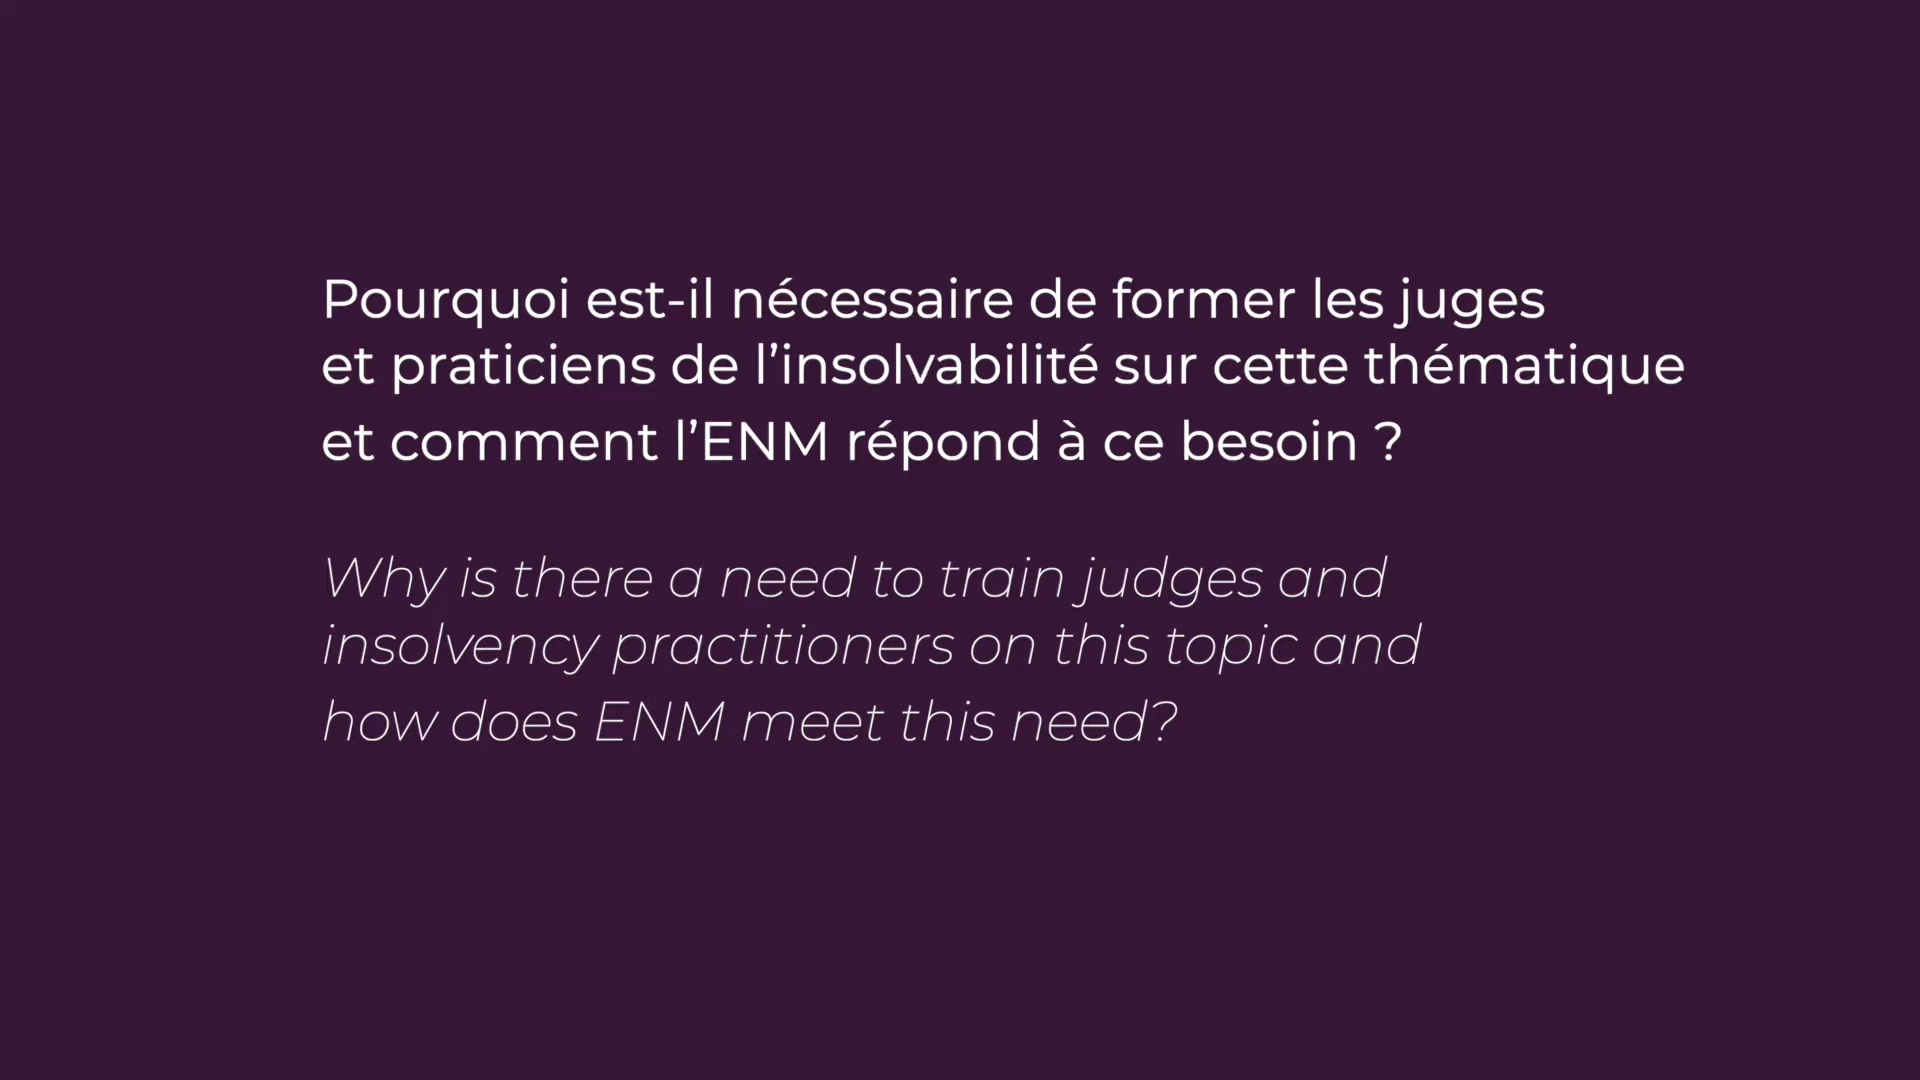 Pourquoi est-il nécessaire de former les juges
et praticiens de l’insolvabilité sur cette thématique
et comment l’ENM répond à ce besoin ?
Why is there a need to train judges and
insolvency practitioners on this topic and
how does ENM meet this need?